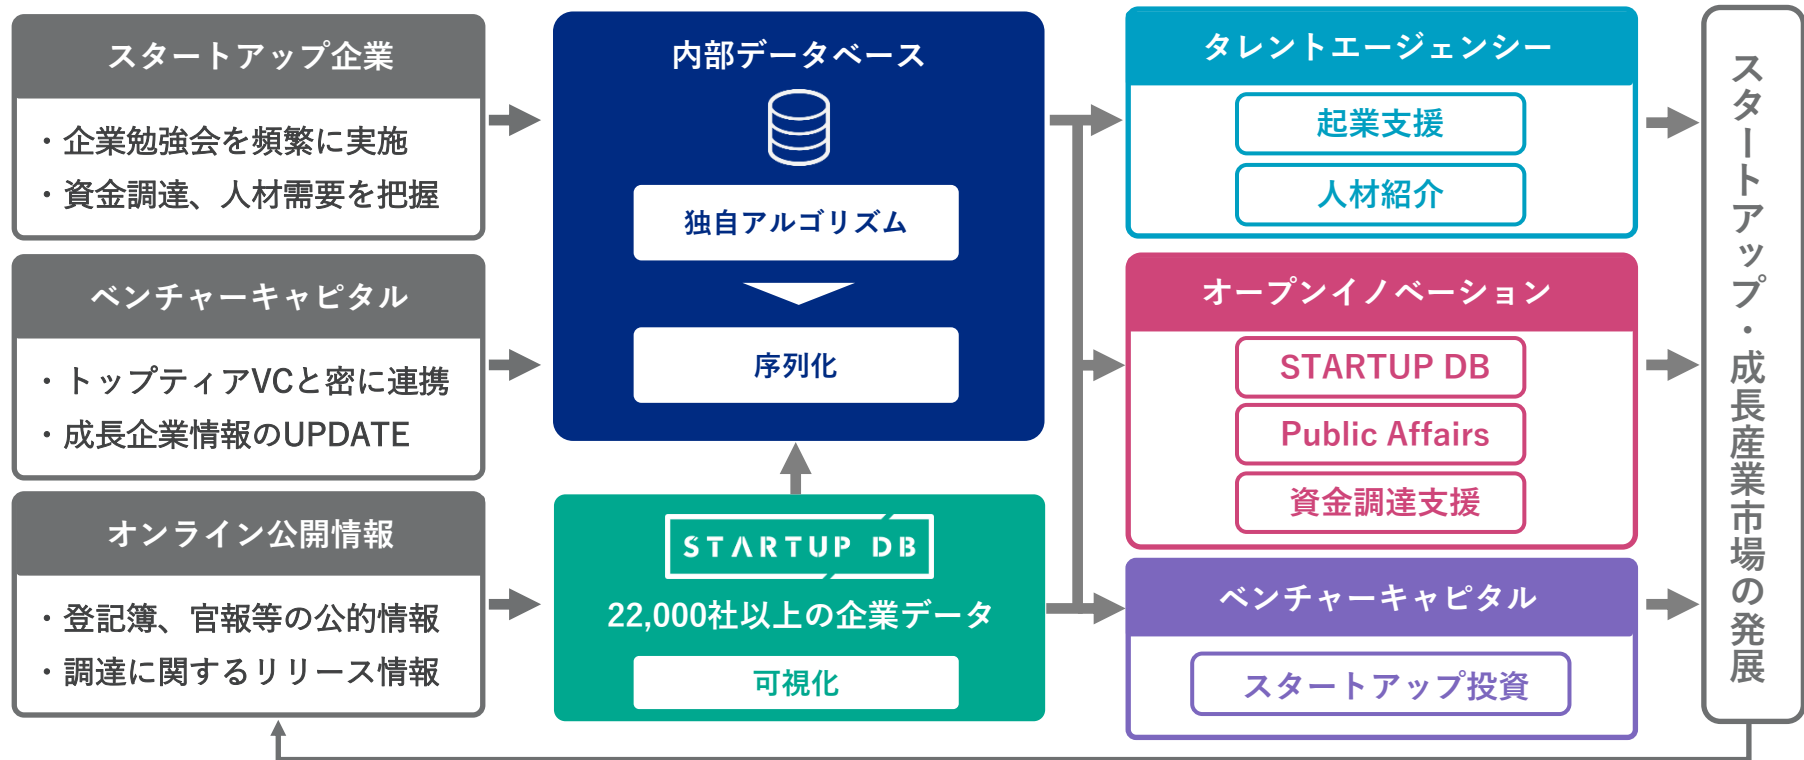 スタートアップ企業
・企業勉強会を頻繁に実施
・資金調達、人材需要を把握
ベンチャーキャピタル
・トップティアVCと密に連携
・成長企業情報のUPDATE
オンライン公開情報
・登記簿、官報等の公的情報
・調達に関するリリース情報
内部データベース
独自アルゴリズム
序列化
STARTUP DB
22,000社以上の企業データ
可視化
タレントエージェンシー
起業支援
人材紹介
オープンイノベーション
STARTUP DB
Public Affairs
資金調達支援
ベンチャーキャピタル
スタートアップ投資
スタートアップ・成長産業市場の発展